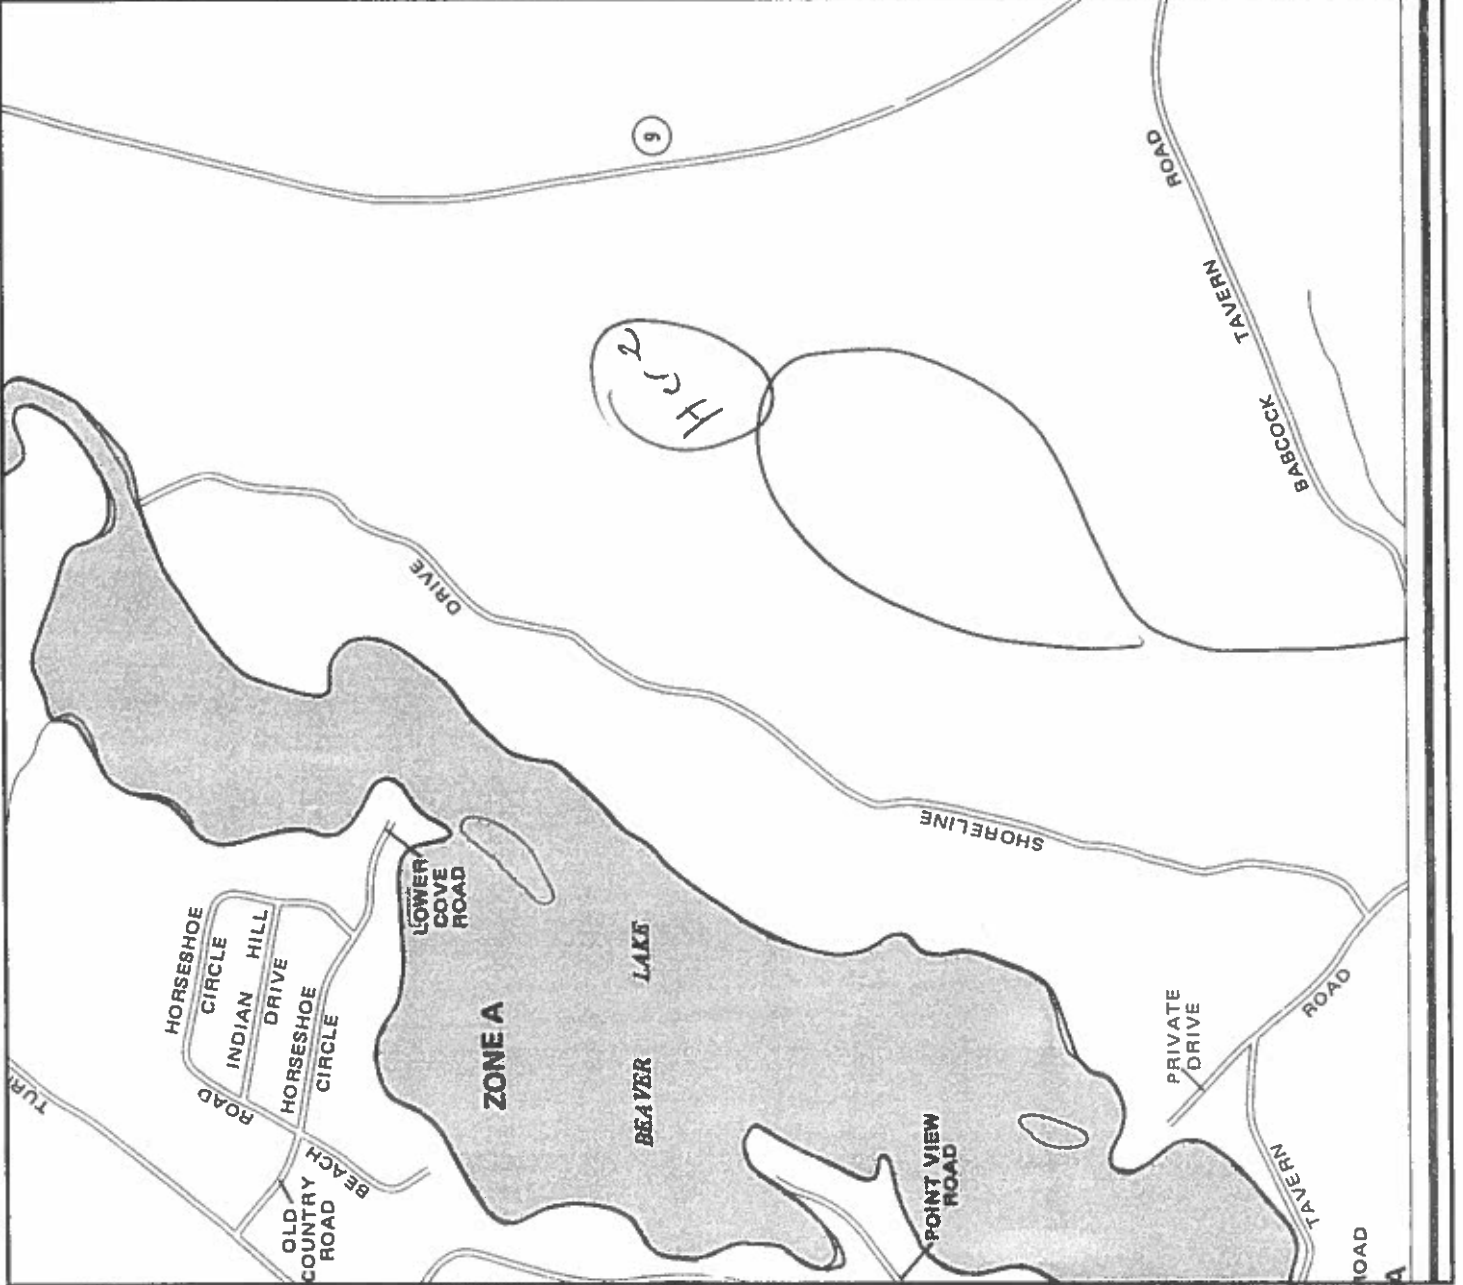 9
ROAD
TAVERN
BABCOCK
DRIVE
SHORELINE
LOWER
COVE
ROAD
HORSESHOE
CIRCLE
INDIAN HILL
DRIVE
HORSESHOE
CIRCLE
ROAD
BEACH
OLD
COUNTRY
ROAD
ZONE A
BEAVER LAKE
POINT VIEW
ROAD
PRIVATE
DRIVE
ROAD
TAVERN